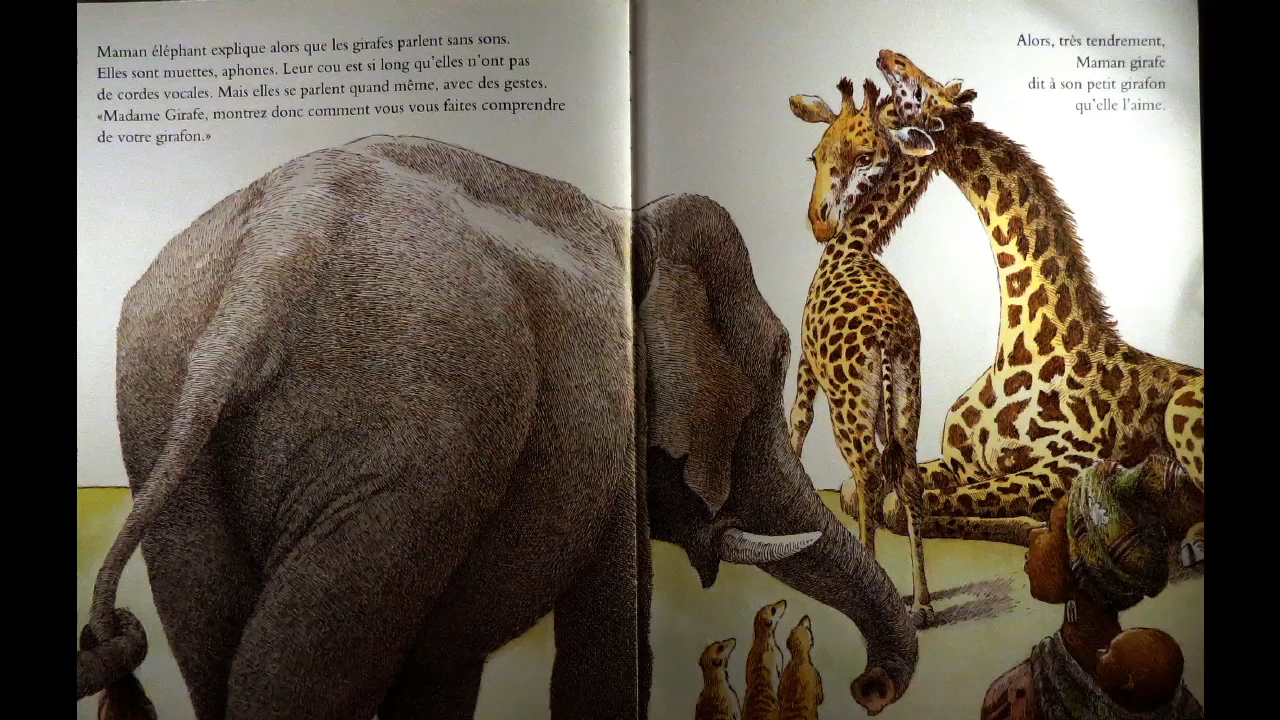 Maman éléphant explique alors que les girafes parlent sans sons.
Elles sont muettes, aphones. Leur cou est si long qu'elles n'ont pas
de cordes vocales. Mais elles se parlent quand même, avec des gestes.
«Madame Girafe, montrez donc comment vous vous faites comprendre
de votre girafon.»
Alors, très tendrement,
Maman girafe
dit à son petit girafon
qu'elle l'aime.